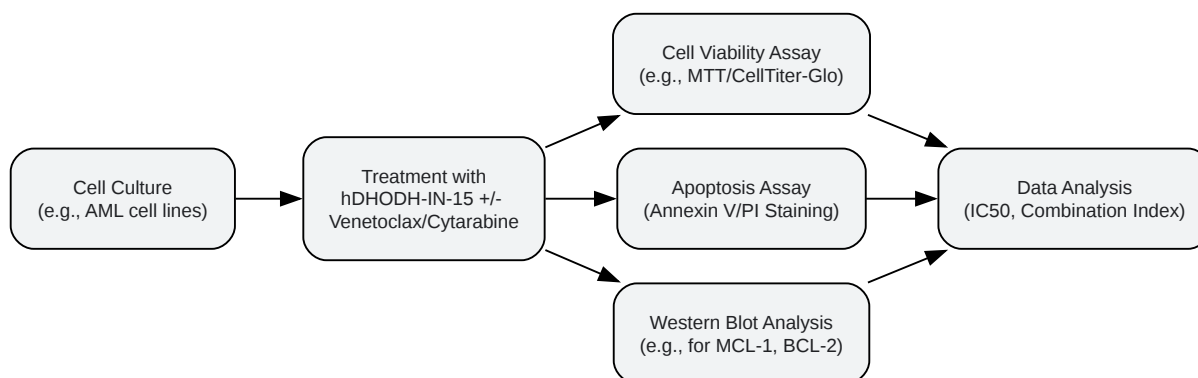 Cell Culture
(e.g., AML cell lines)
Treatment with
hDHODH-IN-15 +/-
Venetoclax/Cytarabine
Cell Viability Assay
(e.g., MTT/CellTiter-Glo)
Apoptosis Assay
(Annexin V/PI Staining)
Western Blot Analysis
(e.g., for MCL-1, BCL-2)
Data Analysis
(IC50, Combination Index)